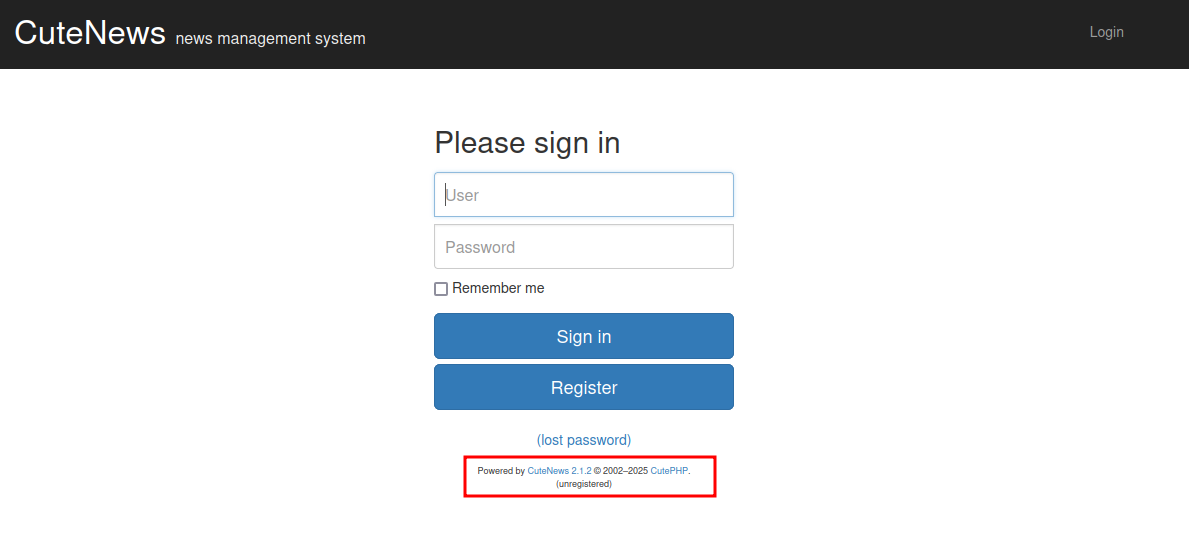 CuteNews news management system
Login
Please sign in
User
Password
Remember me
Sign in
Register
(lost password)
Powered by CuteNews 2.1.2 © 2002–2025 CutePHP.
(unregistered)